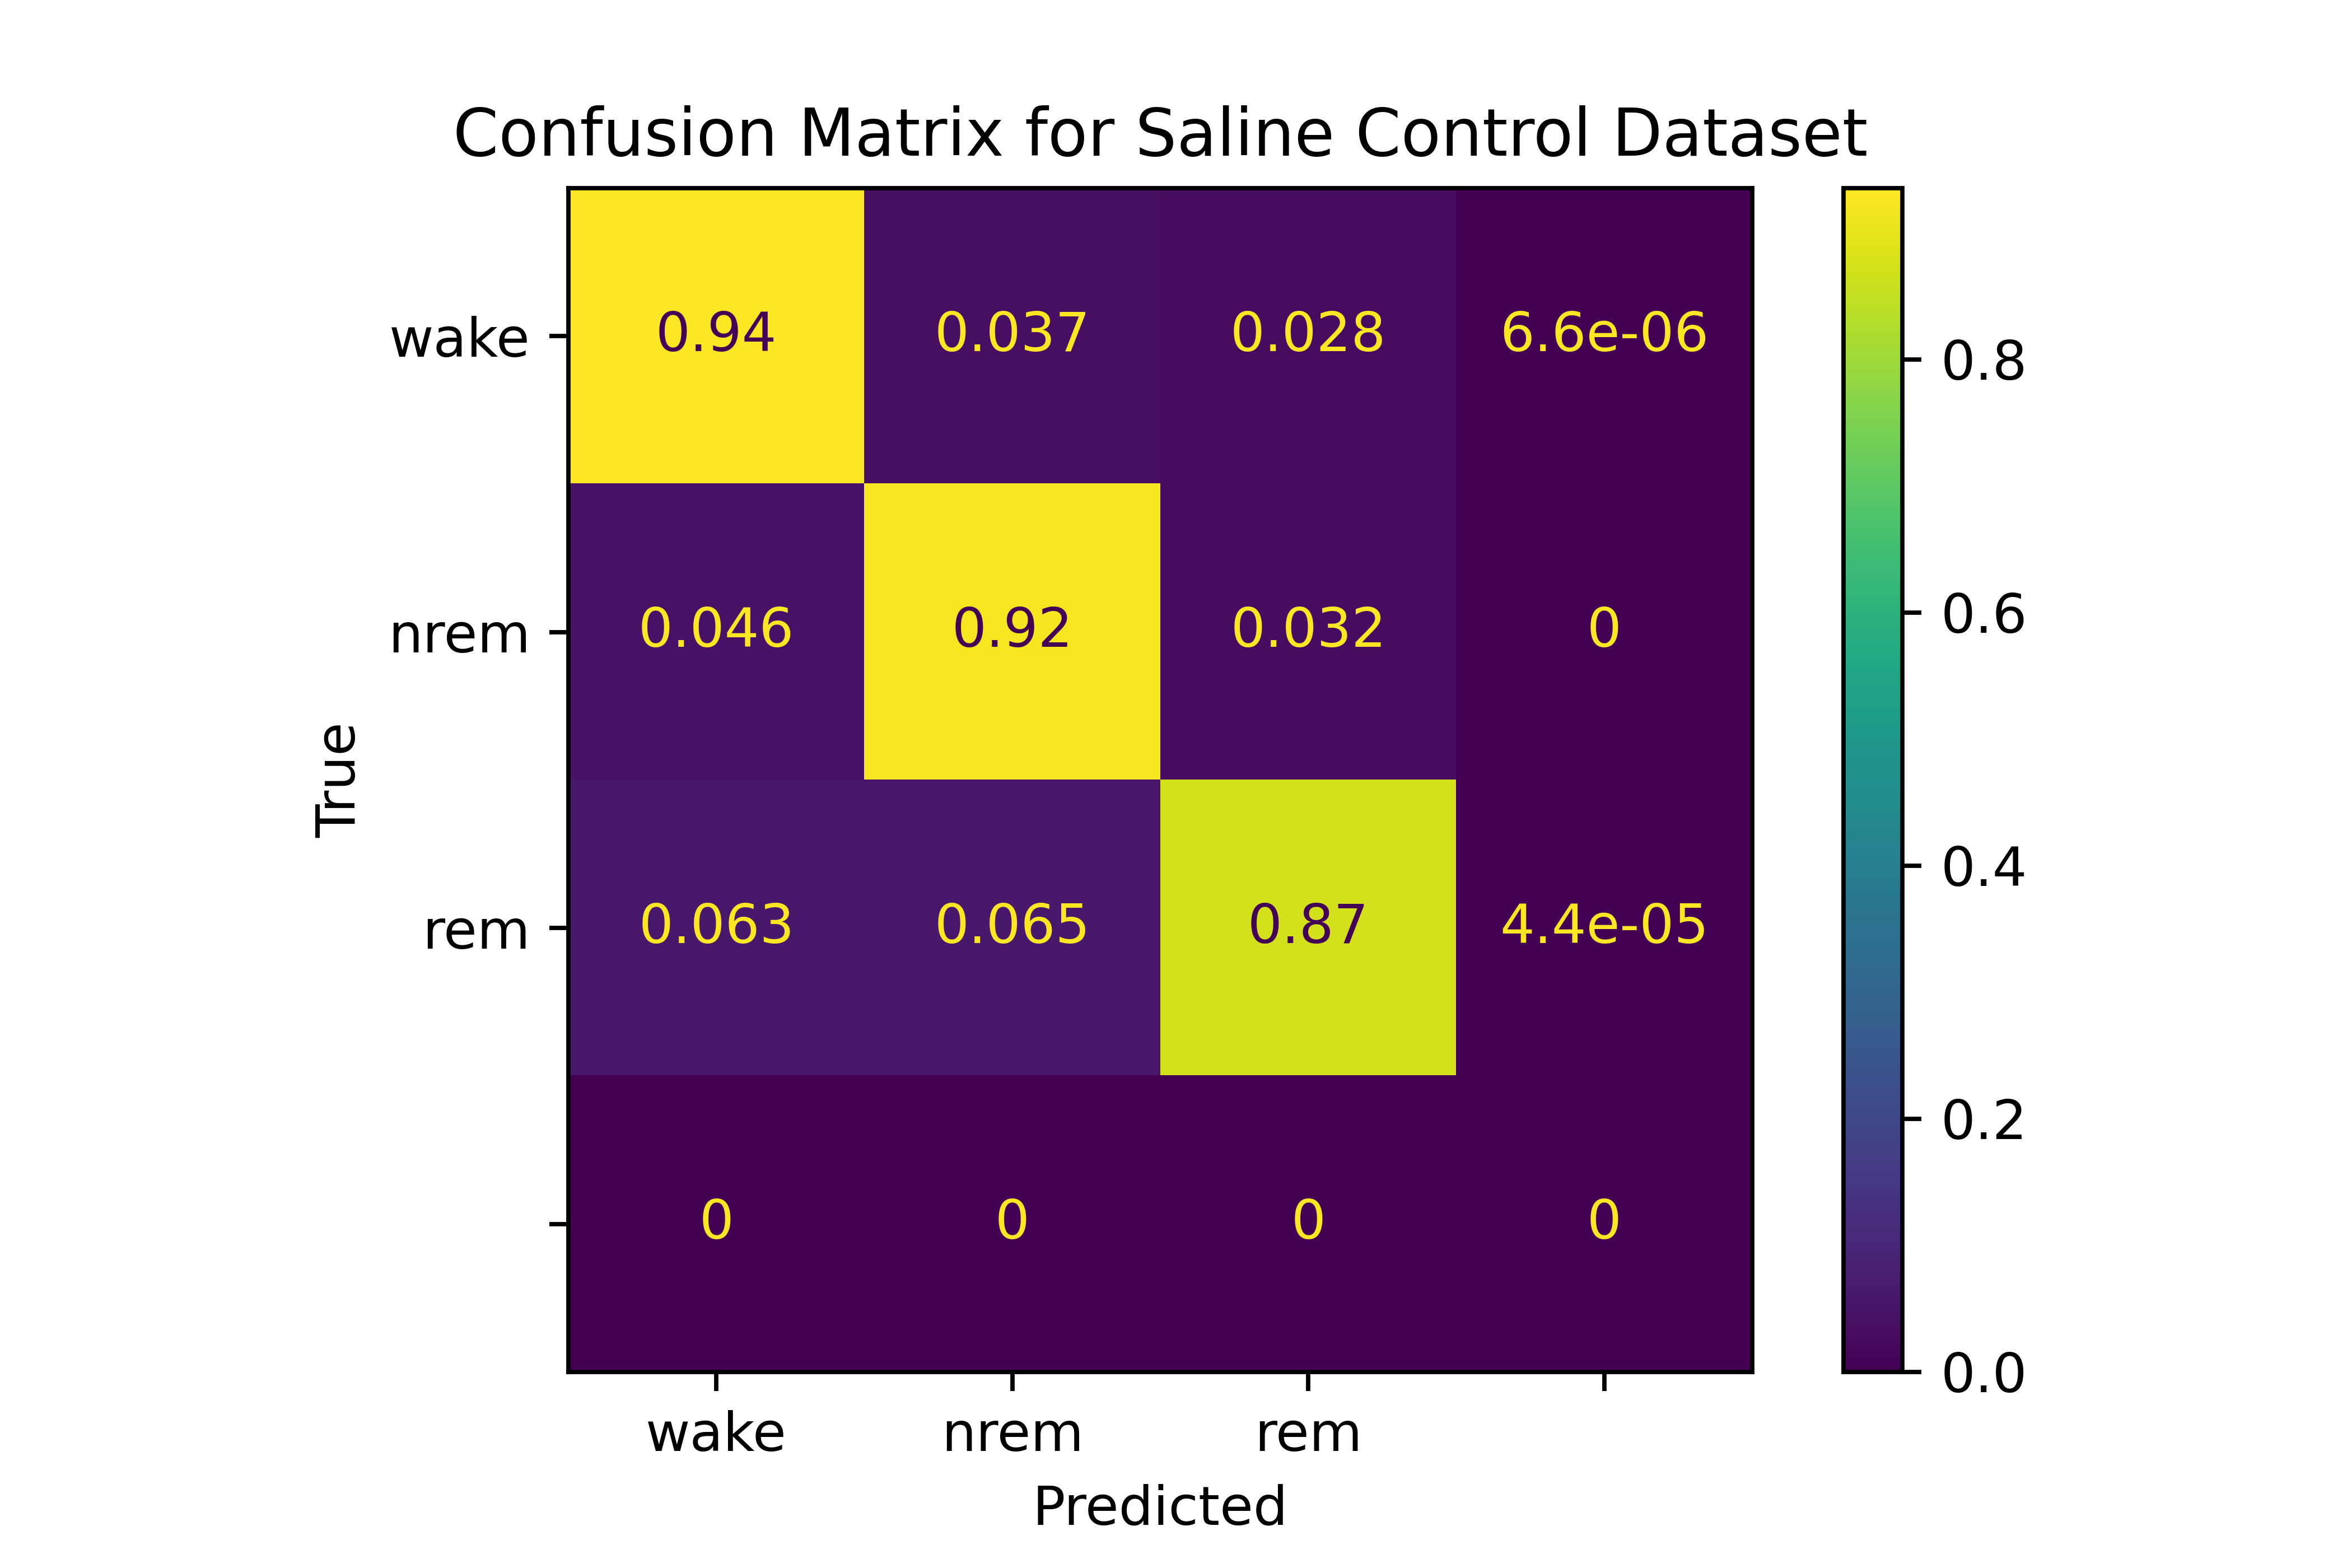 Confusion Matrix for Saline Control Dataset
wake 0.94 0.037 0.028 6.6e-06
nrem 0.046 0.92 0.032 0
rem 0.063 0.065 0.87 4.4e-05
0 0 0 0
wake nrem rem
Predicted
True
0.8
0.6
0.4
0.2
0.0